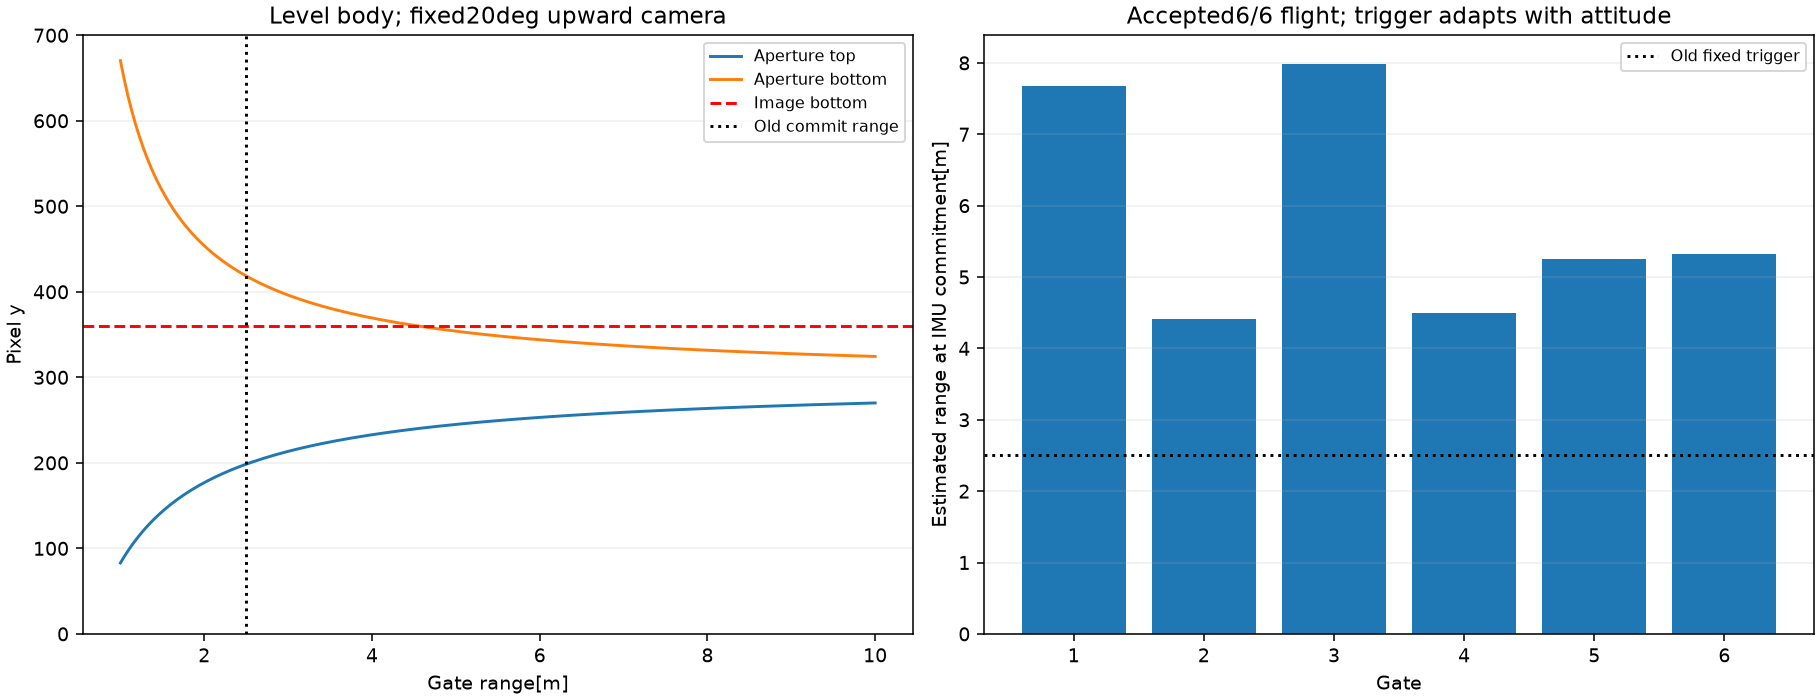 Level body; fixed20deg upward camera
Pixel y
700
600
500
400
300
200
100
0
Aperture top
Aperture bottom
Image bottom
Old commit range
2
4
6
8
10
Gate range[m]
Accepted6/6 flight; trigger adapts with attitude
Estimated range at IMU commitment[m]
8
7
6
5
4
3
2
1
0
Old fixed trigger
1
2
3
4
5
6
Gate